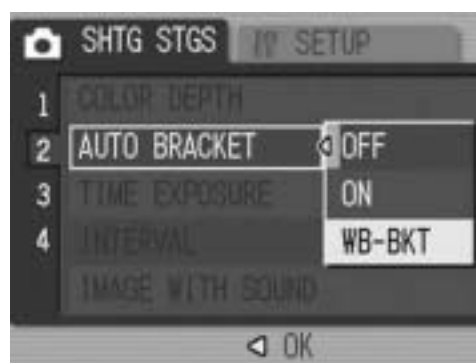 SHTG STGS SETUP
1 COLOR DEPTH
2 AUTO BRACKET OFF
3 TIME EXPOSURE ON
4 INTERVAL WB-BKT
IMAGE WITH SOUND
OK